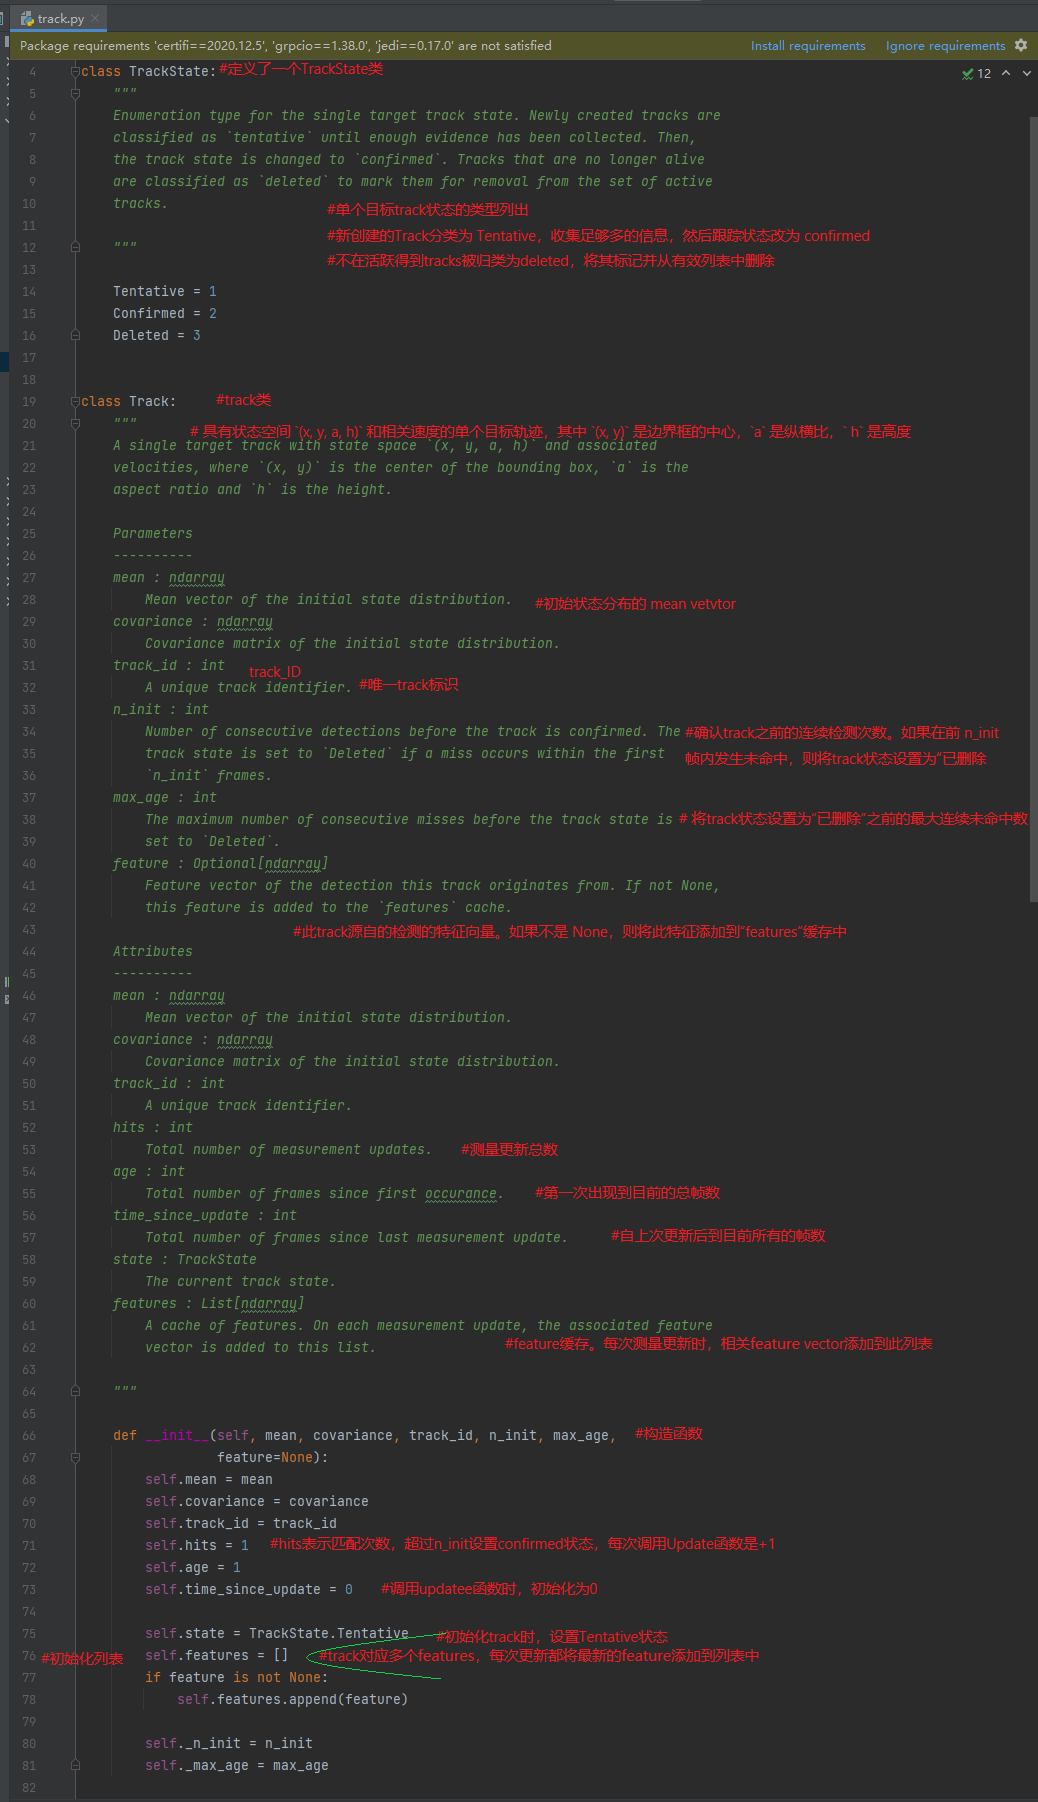 track.py
Package requirements 'certifi==2020.12.5', 'grpcio==1.38.0', 'jedi==0.17.0' are not satisfied Install requirements Ignore requirements
4 class TrackState: #定义了一个TrackState类 12
5 """
6 Enumeration type for the single target track state. Newly created tracks are
7 classified as `tentative` until enough evidence has been collected. Then,
8 the track state is changed to `confirmed`. Tracks that are no longer alive
9 are classified as `deleted` to mark them for removal from the set of active
10 tracks.
#单个目标track状态的类型列出
11
#新创建的Track分类为 Tentative，收集足够多的信息，然后跟踪状态改为 confirmed
12 """
#不在活跃得到tracks被归类为deleted，将其标记并从有效列表中删除
13
14 Tentative = 1
15 Confirmed = 2
16 Deleted = 3
17
18
19 class Track: #track类
20 """
# 具有状态空间 `(x, y, a, h)` 和相关速度的单个目标轨迹，其中 `(x, y)` 是边界框的中心，`a` 是纵横比，` h` 是高度
21 A single target track with state space `(x, y, a, h)` and associated
22 velocities, where `(x, y)` is the center of the bounding box, `a` is the
23 aspect ratio and `h` is the height.
24
25 Parameters
26 ----------
27 mean : ndarray
28 Mean vector of the initial state distribution. #初始状态分布的 mean vetvtor
29 covariance : ndarray
30 Covariance matrix of the initial state distribution.
31 track_id : int track_ID
32 A unique track identifier. #唯一track标识
33 n_init : int
34 Number of consecutive detections before the track is confirmed. The #确认track之前的连续检测次数。如果在前 n_init
35 track state is set to `Deleted` if a miss occurs within the first 帧内发生未命中，则将track状态设置为“已删除
36 `n_init` frames.
37 max_age : int
38 The maximum number of consecutive misses before the track state is # 将track状态设置为“已删除”之前的最大连续未命中数
39 set to `Deleted`.
40 feature : Optional[ndarray]
41 Feature vector of the detection this track originates from. If not None,
42 this feature is added to the `features` cache.
43 #此track源自的检测的特征向量。如果不是 None，则将此特征添加到“features”缓存中
44 Attributes
45 ----------
46 mean : ndarray
47 Mean vector of the initial state distribution.
48 covariance : ndarray
49 Covariance matrix of the initial state distribution.
50 track_id : int
51 A unique track identifier.
52 hits : int
53 Total number of measurement updates. #测量更新总数
54 age : int
55 Total number of frames since first occurance. #第一次出现到目前的总帧数
56 time_since_update : int
57 Total number of frames since last measurement update. #自上次更新后到目前所有的帧数
58 state : TrackState
59 The current track state.
60 features : List[ndarray]
61 A cache of features. On each measurement update, the associated feature
62 vector is added to this list. #feature缓存。每次测量更新时，相关feature vector添加到此列表
63
64 """
65
66 def __init__(self, mean, covariance, track_id, n_init, max_age, #构造函数
67 feature=None):
68 self.mean = mean
69 self.covariance = covariance
70 self.track_id = track_id
71 self.hits = 1 #hits表示匹配次数，超过n_init设置confirmed状态，每次调用Update函数是+1
72 self.age = 1
73 self.time_since_update = 0 #调用updatee函数时，初始化为0
74
75 self.state = TrackState.Tentative #初始化track时，设置Tentative状态
76 #初始化列表 self.features = [] #track对应多个features，每次更新都将最新的feature添加到列表中
77 if feature is not None:
78 self.features.append(feature)
79
80 self._n_init = n_init
81 self._max_age = max_age
82